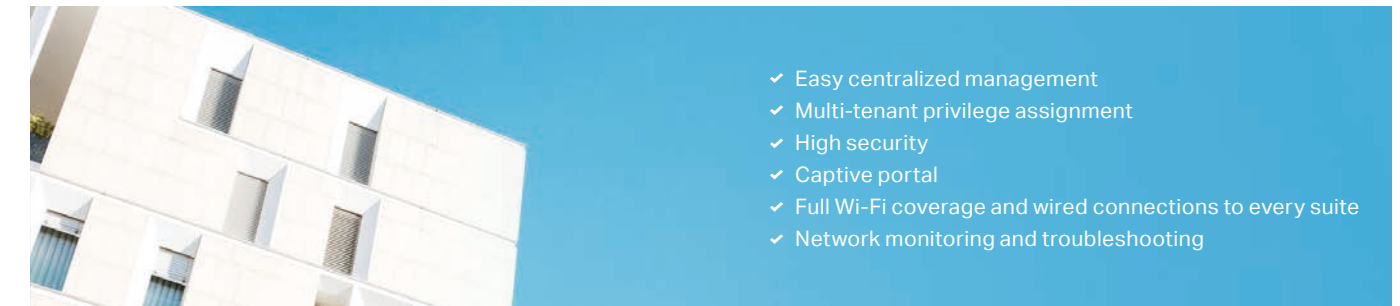 ✓ Easy centralized management
✓ Multi-tenant privilege assignment
✓ High security
✓ Captive portal
✓ Full Wi-Fi coverage and wired connections to every suite
✓ Network monitoring and troubleshooting